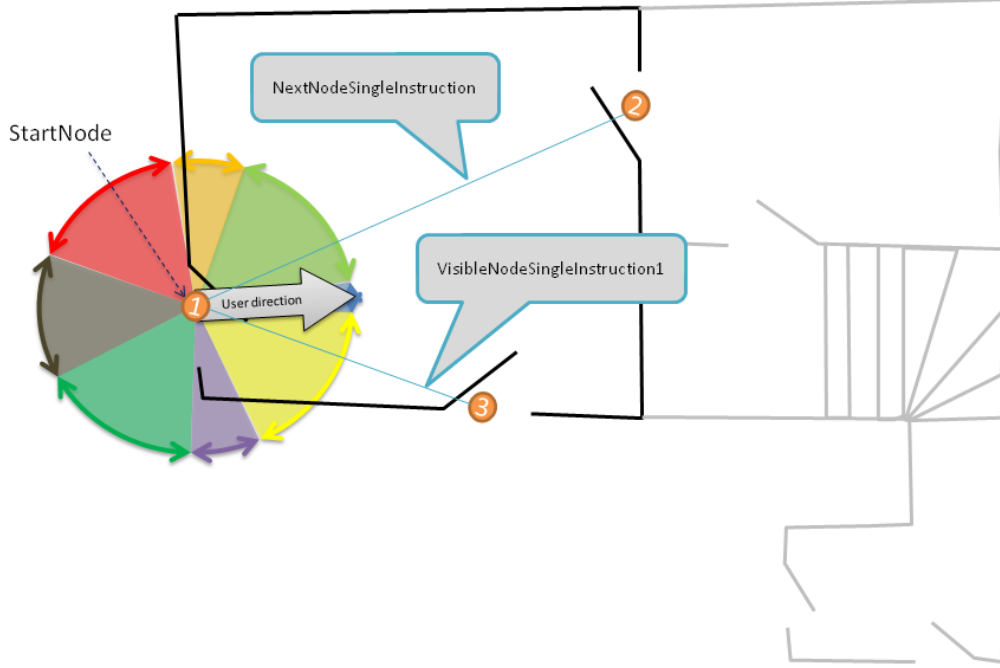 NextNodeSingleInstruction
2
StartNode
VisibleNodeSingleInstruction1
1
User direction
3